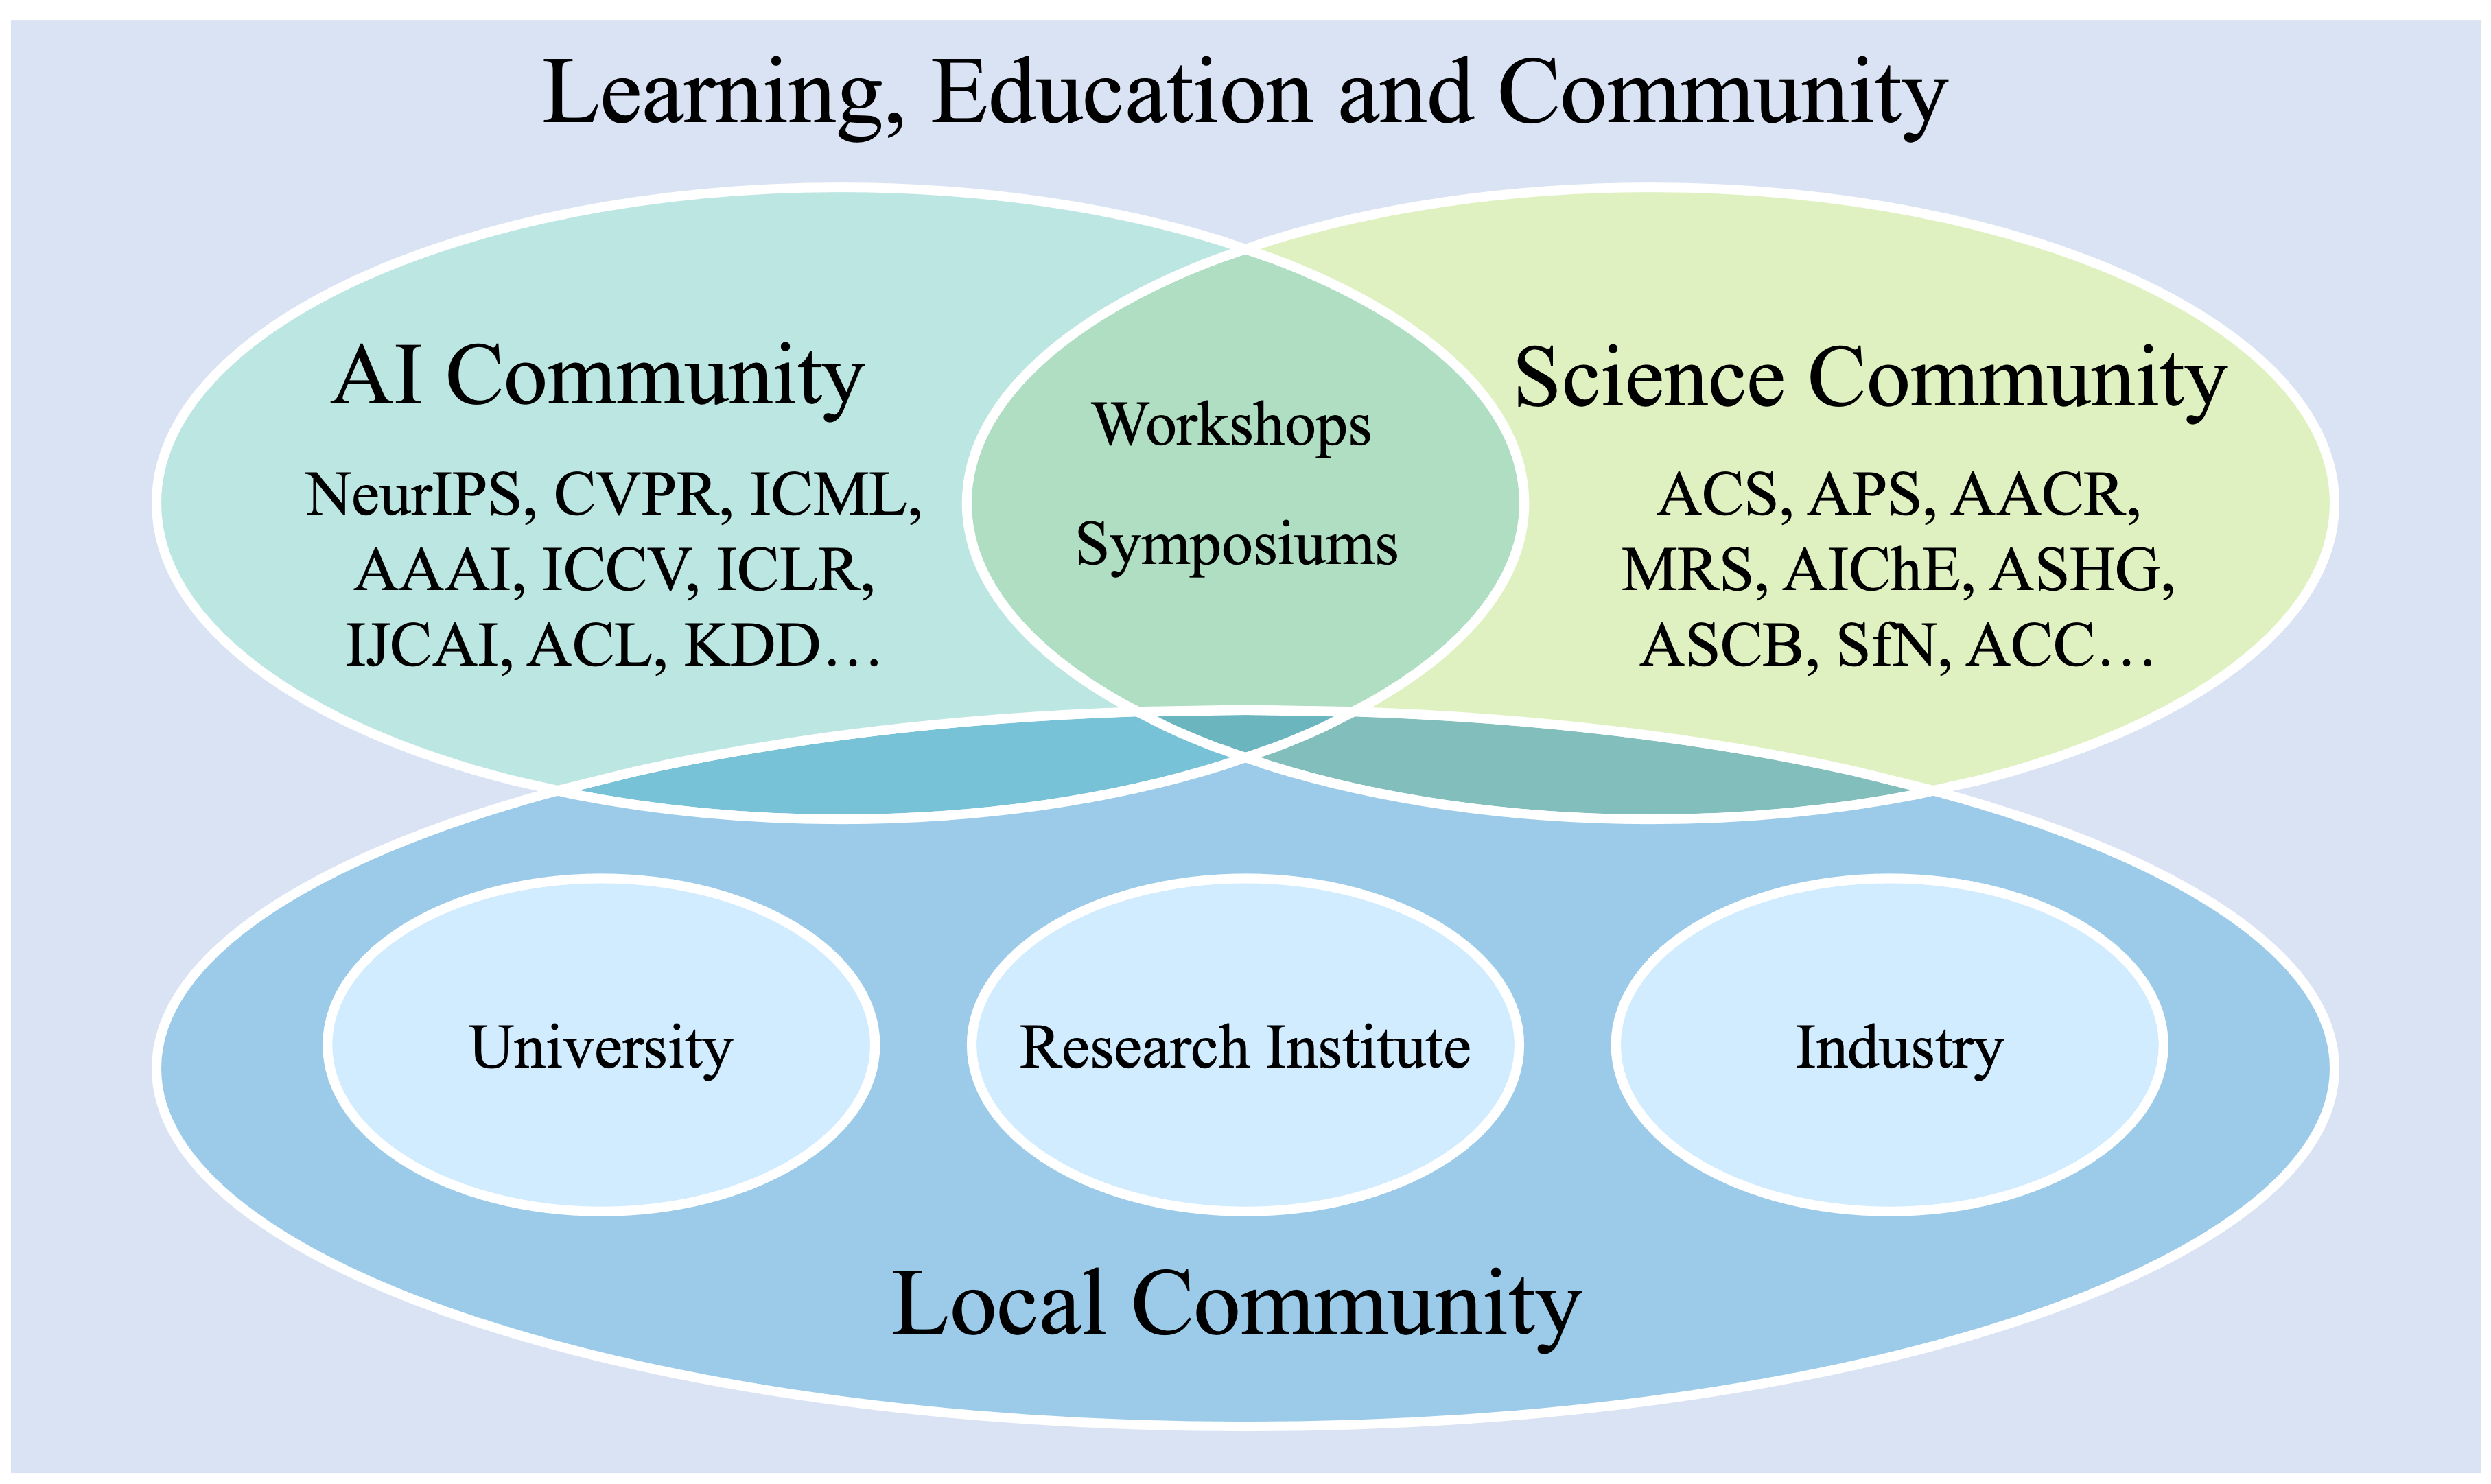 Learning, Education and Community
AI Community
NeurIPS, CVPR, ICML,
AAAI, ICCV, ICLR,
IJCAI, ACL, KDD…
Workshops
Symposiums
Science Community
ACS, APS, AACR,
MRS, AIChE, ASHG,
ASCB, SfN, ACC…
University
Research Institute
Industry
Local Community